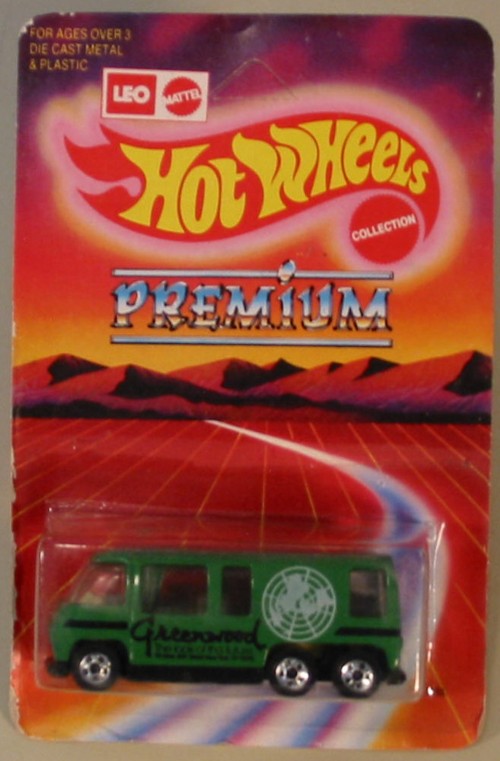 FOR AGES OVER 3
DIE CAST METAL
& PLASTIC
LEO
MATTEL
HOT WHEELS
COLLECTION
PREMIUM
Greenwood